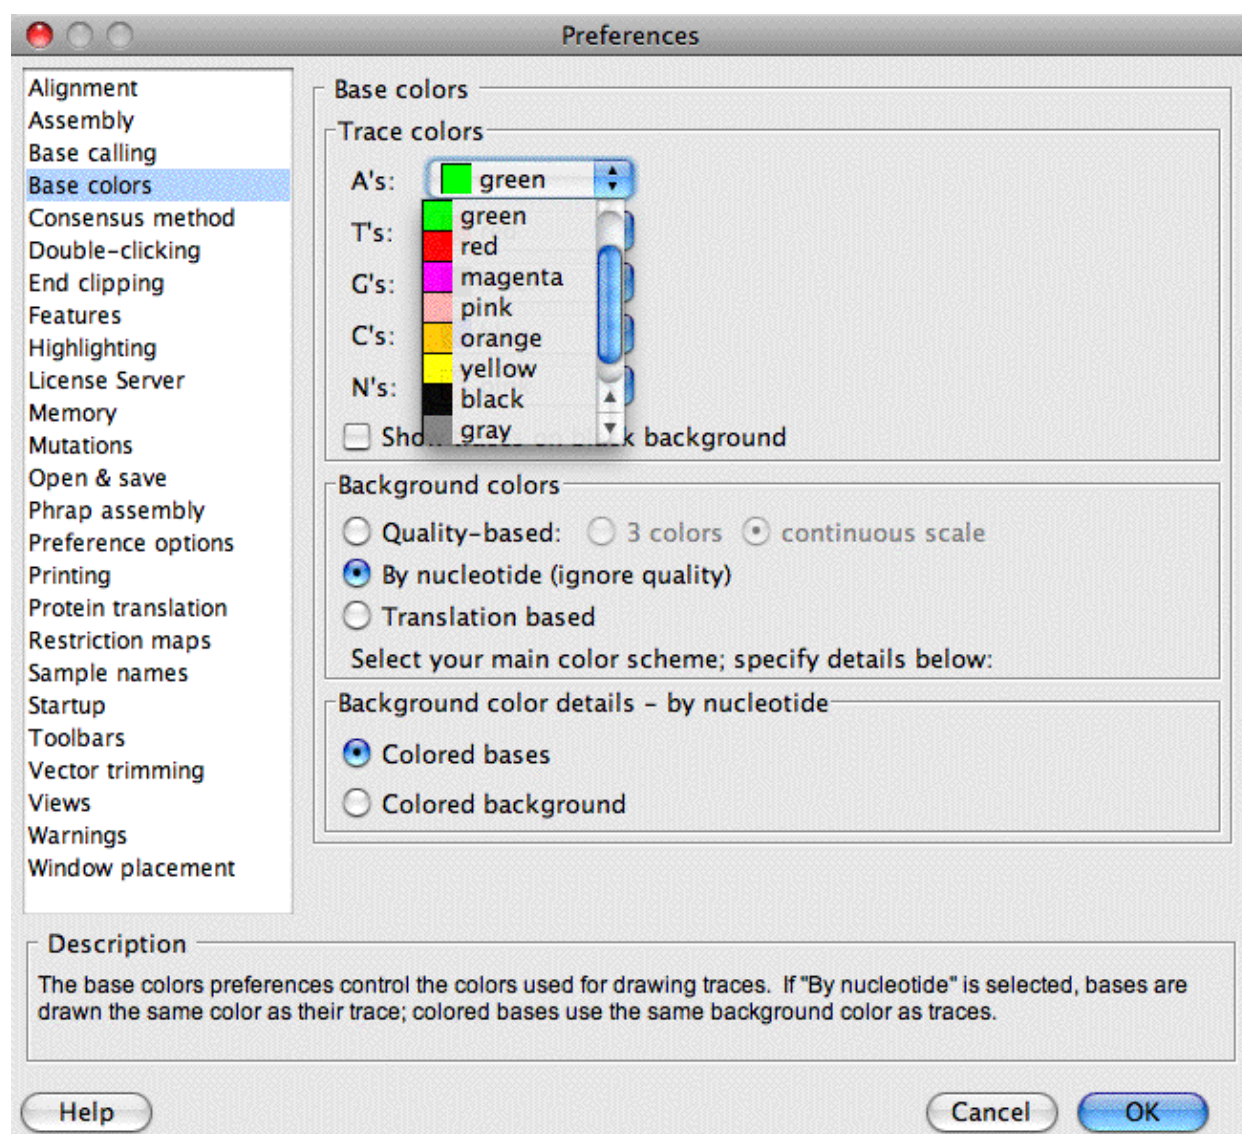 Preferences
Alignment
Assembly
Base calling
Base colors
Consensus method
Double-clicking
End clipping
Features
Highlighting
License Server
Memory
Mutations
Open & save
Phrap assembly
Preference options
Printing
Protein translation
Restriction maps
Sample names
Startup
Toolbars
Vector trimming
Views
Warnings
Window placement
Base colors
Trace colors
A's: green
T's:
G's:
C's:
N's:
green
red
magenta
pink
orange
yellow
black
gray
background
Background colors
Quality-based: 3 colors continuous scale
By nucleotide (ignore quality)
Translation based
Select your main color scheme; specify details below:
Background color details - by nucleotide
Colored bases
Colored background
Description
The base colors preferences control the colors used for drawing traces. If "By nucleotide" is selected, bases are
drawn the same color as their trace; colored bases use the same background color as traces.
Help Cancel OK